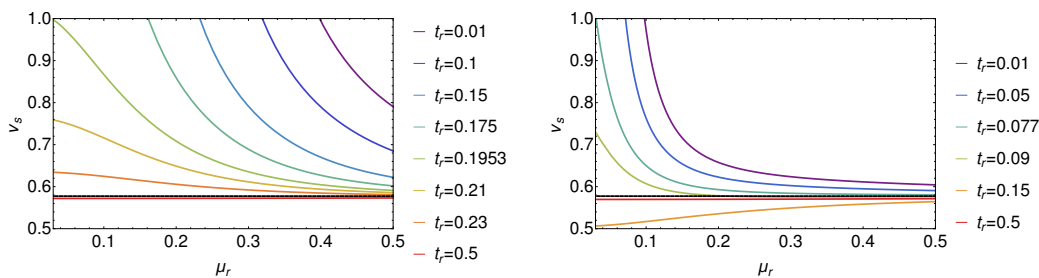 1.0
0.9
0.8
0.7
0.6
0.5
v_s
0.1 0.2 0.3 0.4 0.5
μ_r
t_r=0.01
t_r=0.1
t_r=0.15
t_r=0.175
t_r=0.1953
t_r=0.21
t_r=0.23
t_r=0.5
1.0
0.9
0.8
0.7
0.6
0.5
v_s
0.1 0.2 0.3 0.4 0.5
μ_r
t_r=0.01
t_r=0.05
t_r=0.077
t_r=0.09
t_r=0.15
t_r=0.5